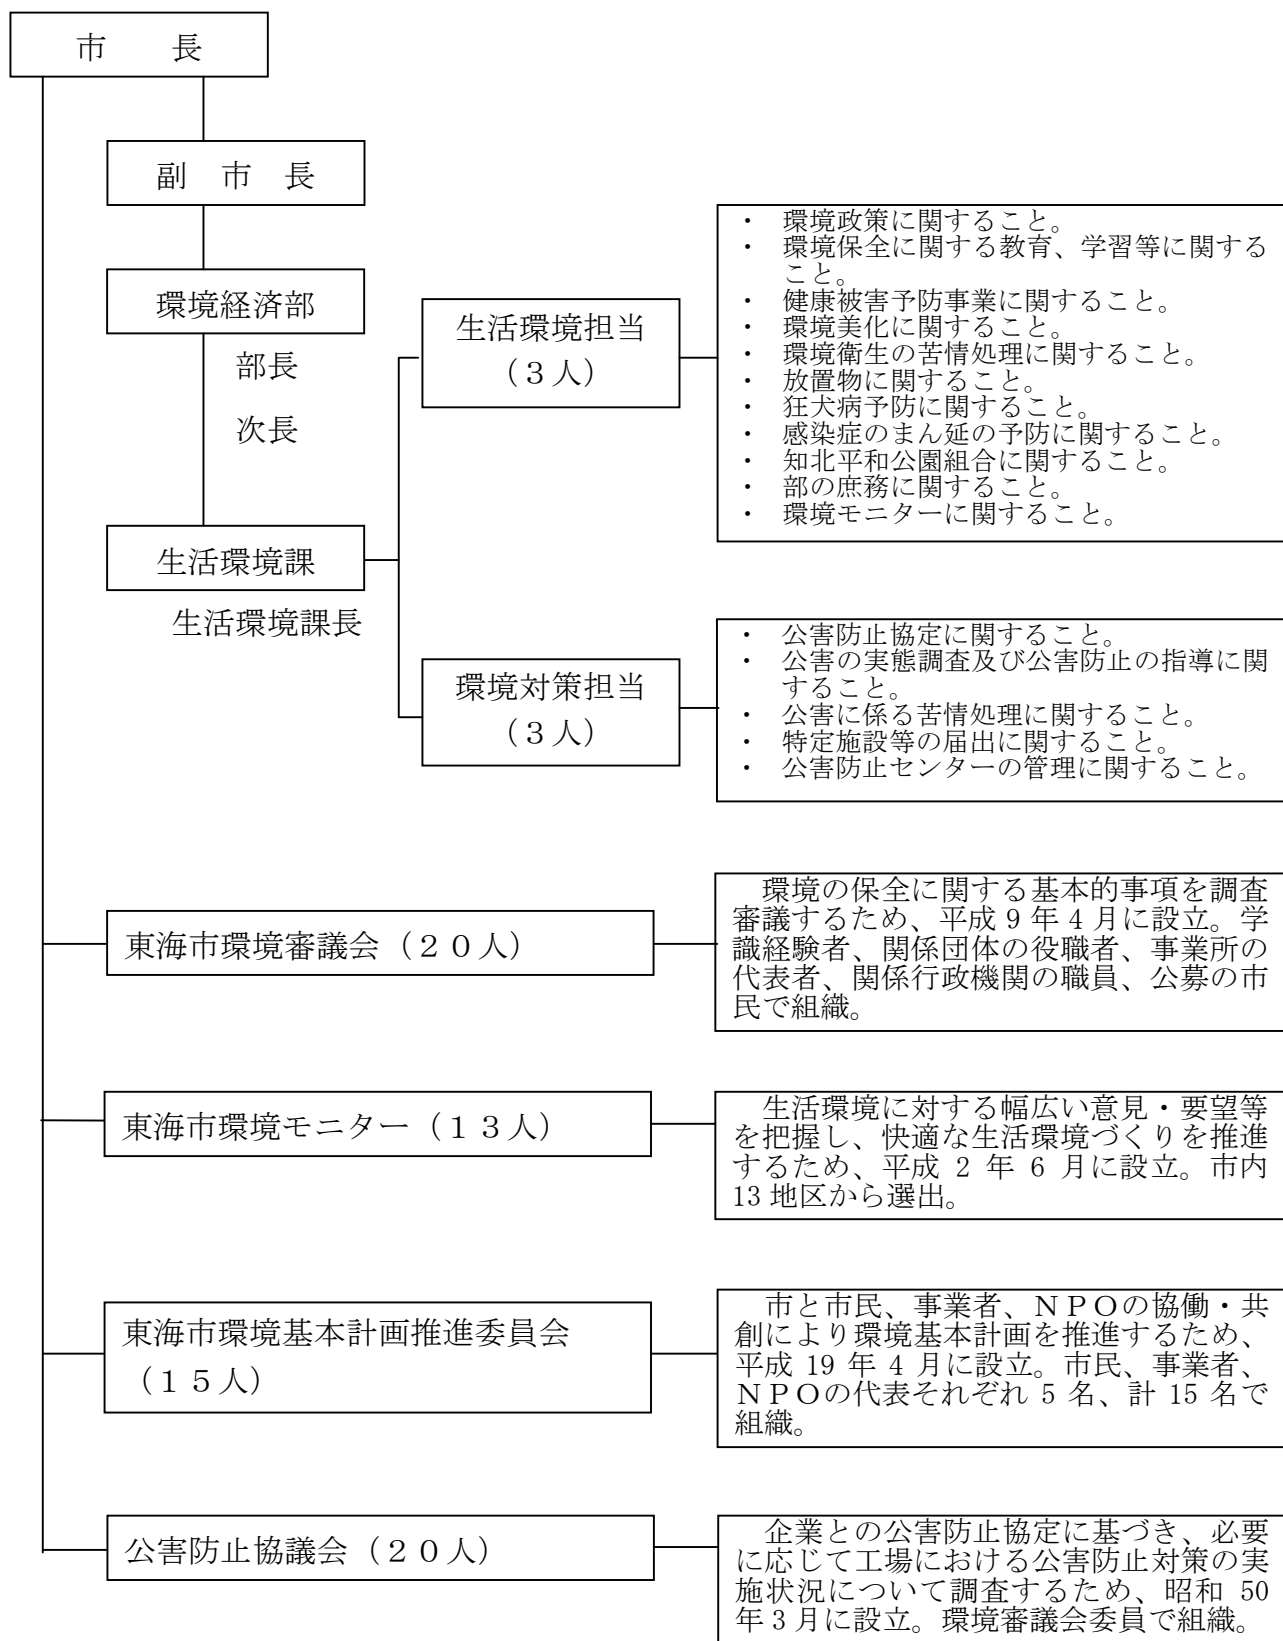 市　　長
副　市　長
環境経済部
部長
次長
生活環境課
生活環境課長
生活環境担当
（３人）
・　環境政策に関すること。
・　環境保全に関する教育、学習等に関する
こと。
・　健康被害予防事業に関すること。
・　環境美化に関すること。
・　環境衛生の苦情処理に関すること。
・　放置物に関すること。
・　狂犬病予防に関すること。
・　感染症のまん延の予防に関すること。
・　知北平和公園組合に関すること。
・　部の庶務に関すること。
・　環境モニターに関すること。
環境対策担当
（３人）
・　公害防止協定に関すること。
・　公害の実態調査及び公害防止の指導に関
すること。
・　公害に係る苦情処理に関すること。
・　特定施設等の届出に関すること。
・　公害防止センターの管理に関すること。
東海市環境審議会（２０人）
環境の保全に関する基本的事項を調査
審議するため、平成 9 年 4 月に設立。学
識経験者、関係団体の役職者、事業所の
代表者、関係行政機関の職員、公募の市
民で組織。
東海市環境モニター（１３人）
生活環境に対する幅広い意見・要望等
を把握し、快適な生活環境づくりを推進
するため、平成 2 年 6 月に設立。市内
13 地区から選出。
東海市環境基本計画推進委員会
（１５人）
市と市民、事業者、ＮＰＯの協働・共
創により環境基本計画を推進するため、
平成 19 年 4 月に設立。市民、事業者、
ＮＰＯの代表それぞれ 5 名、計 15 名で
組織。
公害防止協議会（２０人）
企業との公害防止協定に基づき、必要
に応じて工場における公害防止対策の実
施状況について調査するため、昭和 50
年 3 月に設立。環境審議会委員で組織。